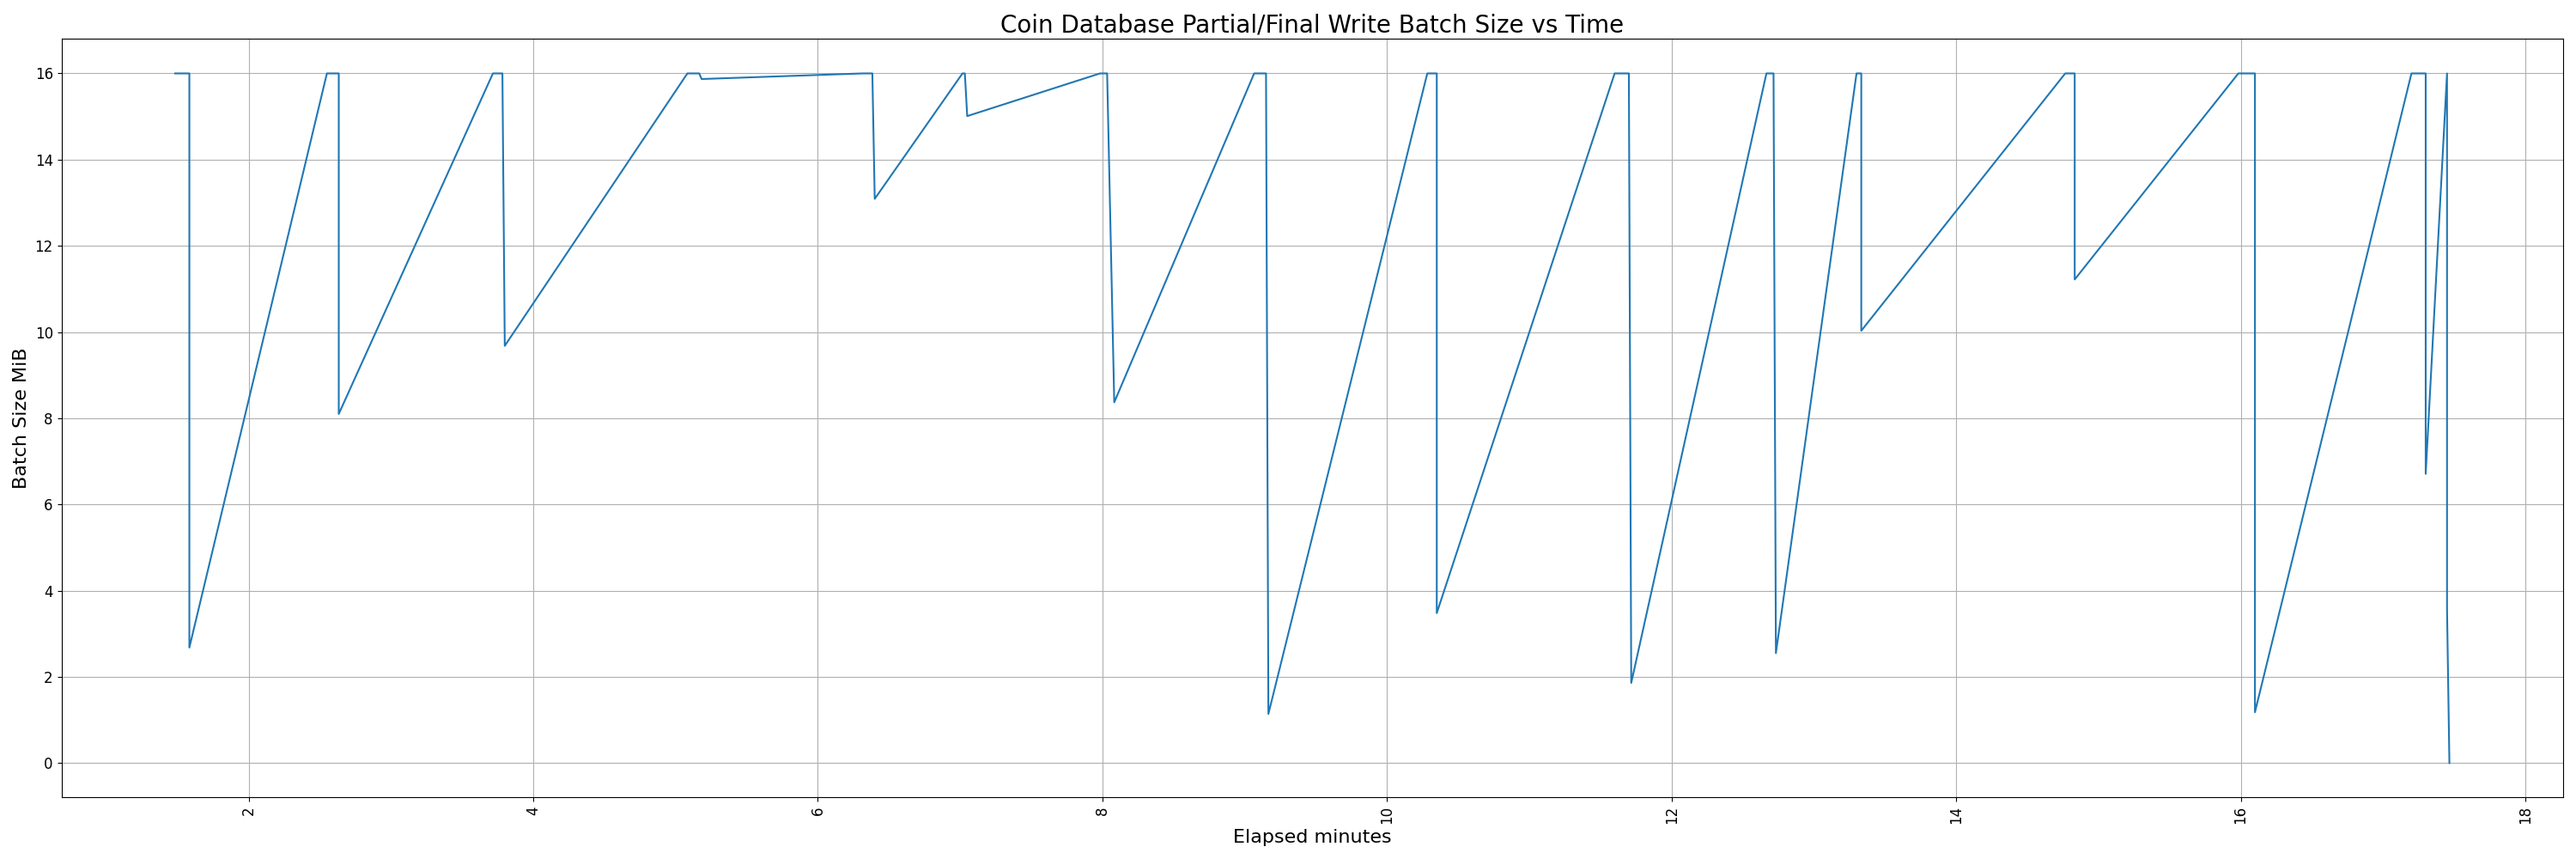 Coin Database Partial/Final Write Batch Size vs Time
Batch Size MiB
16
14
12
10
8
6
4
2
0
2 4 6 8 10 12 14 16 18
Elapsed minutes